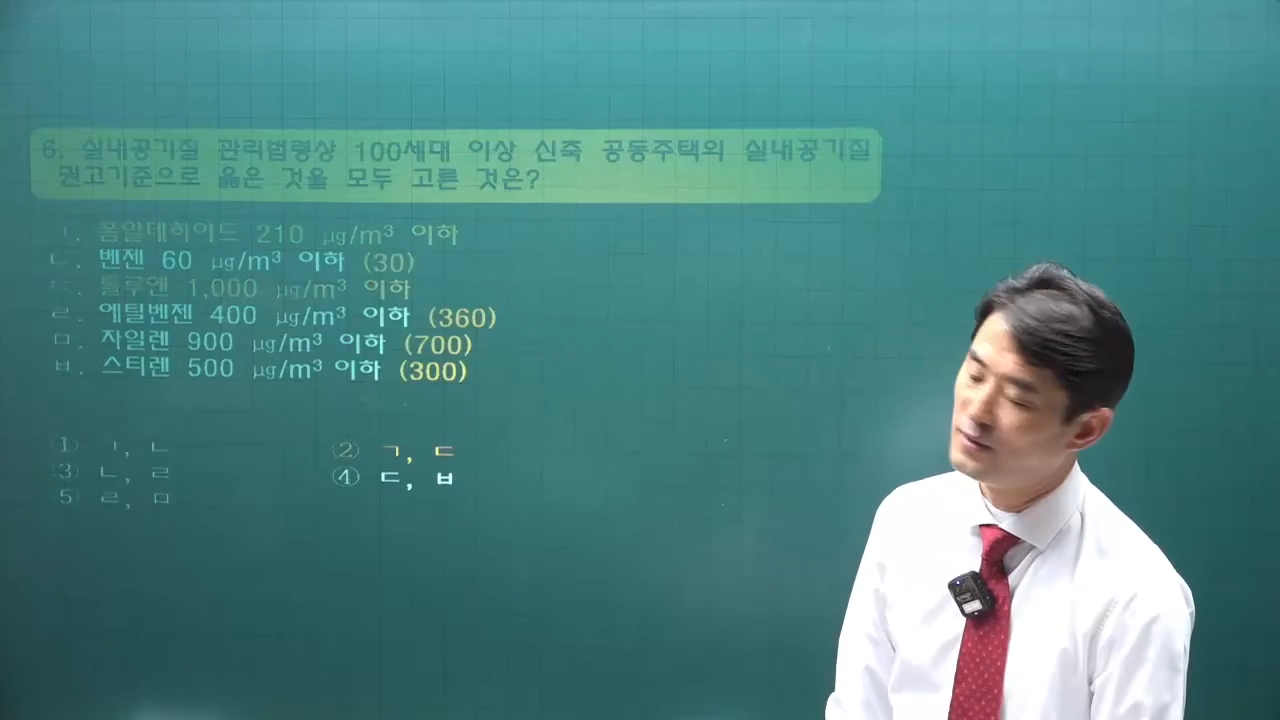 6. 실내공기질 관리법령상 100세대 이상 신축 공동주택의 실내공기질
권고기준으로 옳은 것을 모두 고른 것은?
ㄱ. 폼알데하이드 210 ㎍/m³ 이하
ㄴ. 벤젠 60 ㎍/m³ 이하 (30)
ㄷ. 톨루엔 1,000 ㎍/m³ 이하
ㄹ. 에틸벤젠 400 ㎍/m³ 이하 (360)
ㅁ. 자일렌 900 ㎍/m³ 이하 (700)
ㅂ. 스티렌 500 ㎍/m³ 이하 (300)
① ㄱ, ㄴ ② ㄱ, ㄷ
③ ㄴ, ㄹ ④ ㄷ, ㅂ
⑤ ㄹ, ㅁ